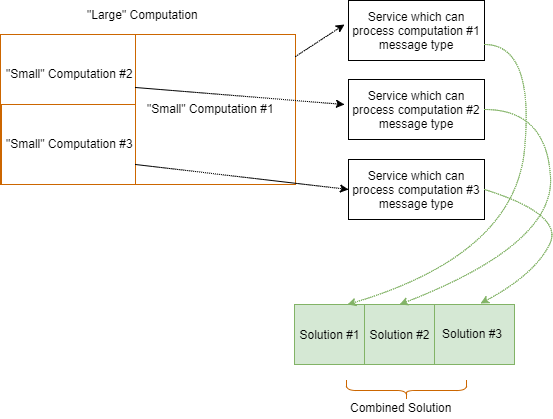 "Large" Computation
"Small" Computation #2
"Small" Computation #1
"Small" Computation #3
Service which can
process computation #1
message type
Service which can
process computation #2
message type
Service which can
process computation #3
message type
Solution #1
Solution #2
Solution #3
Combined Solution